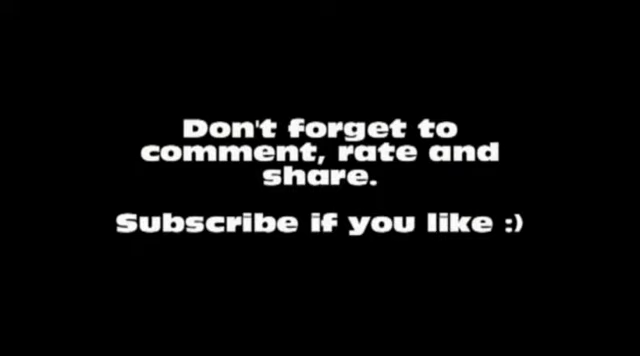 Don't forget to
comment, rate and
share.
Subscribe if you like :)